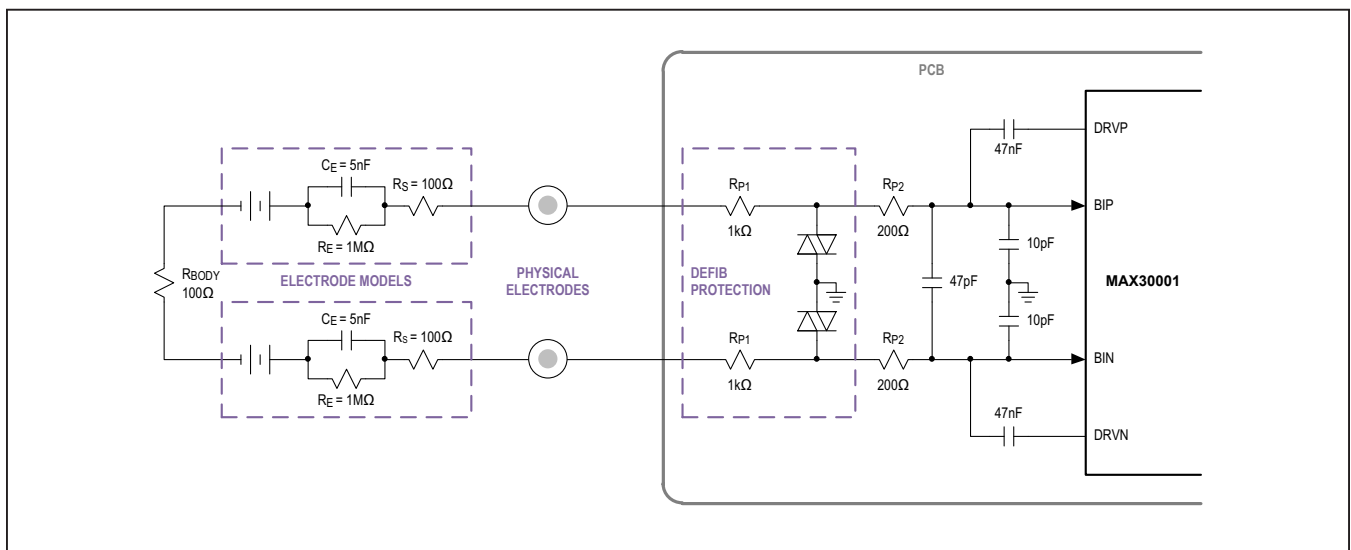 PCB
DRVP
47nF
CE = 5nF
RS = 100Ω
RP1
RP2
BIP
1kΩ
200Ω
RE = 1MΩ
10pF
RBODY
100Ω
ELECTRODE MODELS
PHYSICAL
ELECTRODES
DEFIB
PROTECTION
47pF
MAX30001
CE = 5nF
RS = 100Ω
10pF
RP1
RP2
BIN
1kΩ
200Ω
RE = 1MΩ
47nF
DRVN